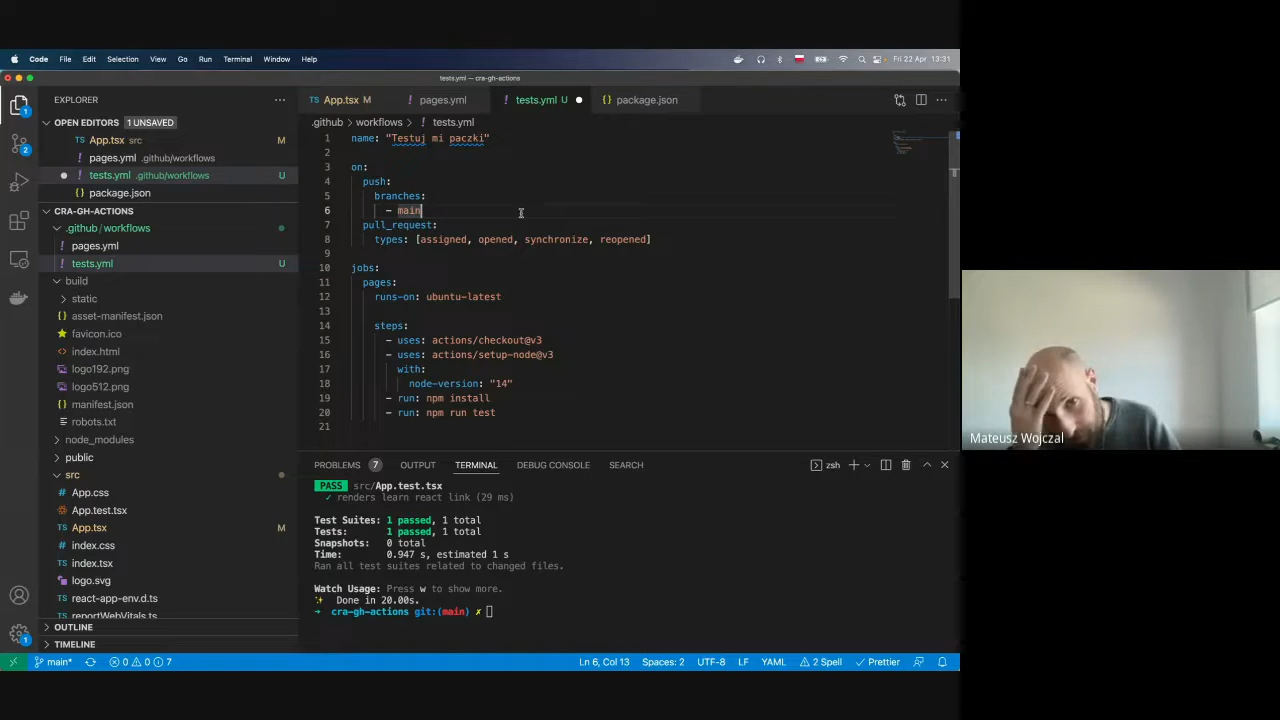 Code File Edit Selection View Go Run Terminal Window Help Fri 22 Apr 13:31
tests.yml — cra-gh-actions
EXPLORER
TS App.tsx M ! pages.yml ! tests.yml U {} package.json
OPEN EDITORS 1 UNSAVED
TS App.tsx src M
! pages.yml .github/workflows
! tests.yml .github/workflows U
{} package.json
CRA-GH-ACTIONS
.github/workflows
! pages.yml
! tests.yml U
build
static
{} asset-manifest.json
favicon.ico
index.html
logo192.png
logo512.png
{} manifest.json
robots.txt
node_modules
public
src
# App.css
App.test.tsx
TS App.tsx M
# index.css
TS index.tsx
logo.svg
TS react-app-env.d.ts
TS reportWebVitals.ts
OUTLINE
TIMELINE
.github > workflows > ! tests.yml
1 name: "Testuj mi paczki"
2
3 on:
4 push:
5 branches:
6 - main
7 pull_request:
8 types: [assigned, opened, synchronize, reopened]
9
10 jobs:
11 pages:
12 runs-on: ubuntu-latest
13
14 steps:
15 - uses: actions/checkout@v3
16 - uses: actions/setup-node@v3
17 with:
18 node-version: "14"
19 - run: npm install
20 - run: npm run test
21
PROBLEMS 7 OUTPUT TERMINAL DEBUG CONSOLE SEARCH zsh
PASS src/App.test.tsx
✓ renders learn react link (29 ms)
Test Suites: 1 passed, 1 total
Tests: 1 passed, 1 total
Snapshots: 0 total
Time: 0.947 s, estimated 1 s
Ran all test suites related to changed files.
Watch Usage: Press w to show more.
✨ Done in 20.00s.
➜ cra-gh-actions git:(main) ✗
1
2
1
main* 0 0 7 Ln 6, Col 13 Spaces: 2 UTF-8 LF YAML 2 Spell Prettier
Mateusz Wojczal